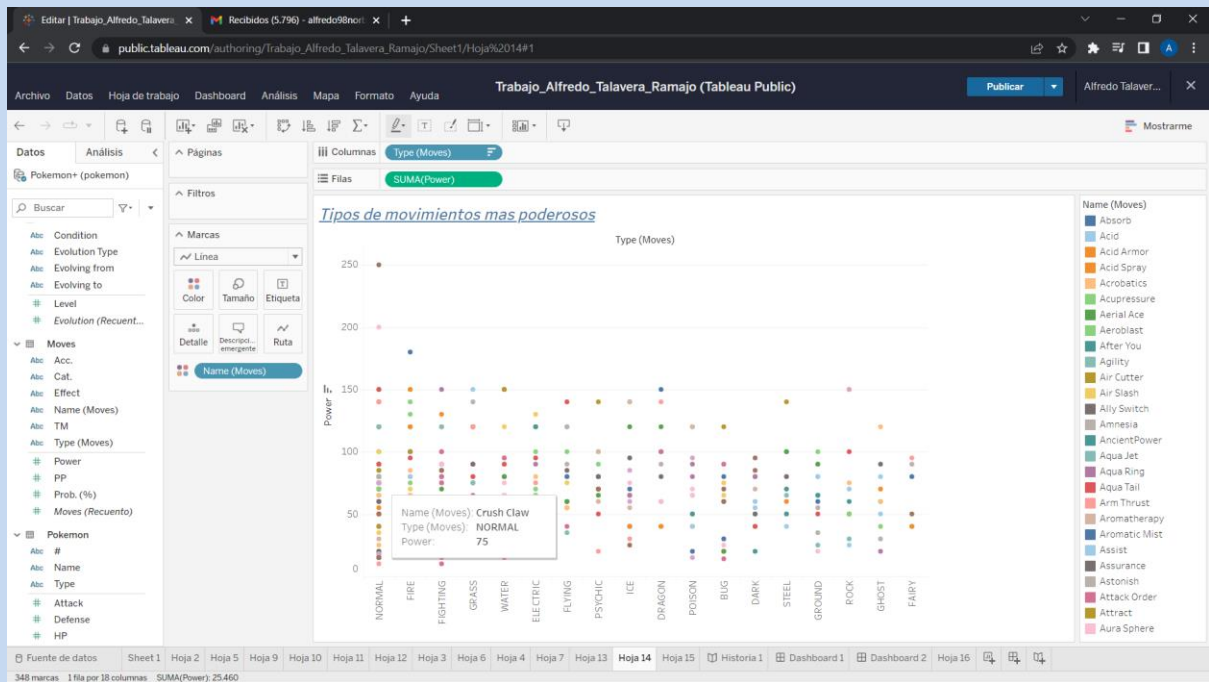 Editar | Trabajo_Alfredo_Talavera_
Recibidos (5.796) - alfredo98nort
public.tableau.com/authoring/Trabajo_Alfredo_Talavera_Ramajo/Sheet1/Hoja%2014#1
A
Trabajo_Alfredo_Talavera_Ramajo (Tableau Public)
Publicar
Alfredo Talaver...
Archivo Datos Hoja de trabajo Dashboard Análisis Mapa Formato Ayuda
Mostrarme
Datos Análisis
Pokemon+ (pokemon)
Buscar
Abc Condition
Abc Evolution Type
Abc Evolving from
Abc Evolving to
# Level
# Evolution (Recuent...
Moves
Abc Acc.
Abc Cat.
Abc Effect
Abc Name (Moves)
Abc TM
Abc Type (Moves)
# Power
# PP
# Prob. (%)
# Moves (Recuento)
Pokemon
Abc #
Abc Name
Abc Type
# Attack
# Defense
# HP
Páginas
Filtros
Marcas
Línea
Color Tamaño Etiqueta
Detalle Descripci... emergente Ruta
Name (Moves)
Columnas Type (Moves)
Filas SUMA(Power)
Tipos de movimientos mas poderosos
Type (Moves)
Power
250
200
150
100
50
0
Name (Moves): Crush Claw
Type (Moves): NORMAL
Power: 75
NORMAL FIRE FIGHTING GRASS WATER ELECTRIC FLYING PSYCHIC ICE DRAGON POISON BUG DARK STEEL GROUND ROCK GHOST FAIRY
Name (Moves)
Absorb
Acid
Acid Armor
Acid Spray
Acrobatics
Acupressure
Aerial Ace
Aeroblast
After You
Agility
Air Cutter
Air Slash
Ally Switch
Amnesia
AncientPower
Aqua Jet
Aqua Ring
Aqua Tail
Arm Thrust
Aromatherapy
Aromatic Mist
Assist
Assurance
Astonish
Attack Order
Attract
Aura Sphere
Fuente de datos Sheet 1 Hoja 2 Hoja 5 Hoja 9 Hoja 10 Hoja 11 Hoja 12 Hoja 3 Hoja 6 Hoja 4 Hoja 7 Hoja 13 Hoja 14 Hoja 15 Historia 1 Dashboard 1 Dashboard 2 Hoja 16
348 marcas 1 fila por 18 columnas SUMA(Power): 25.460